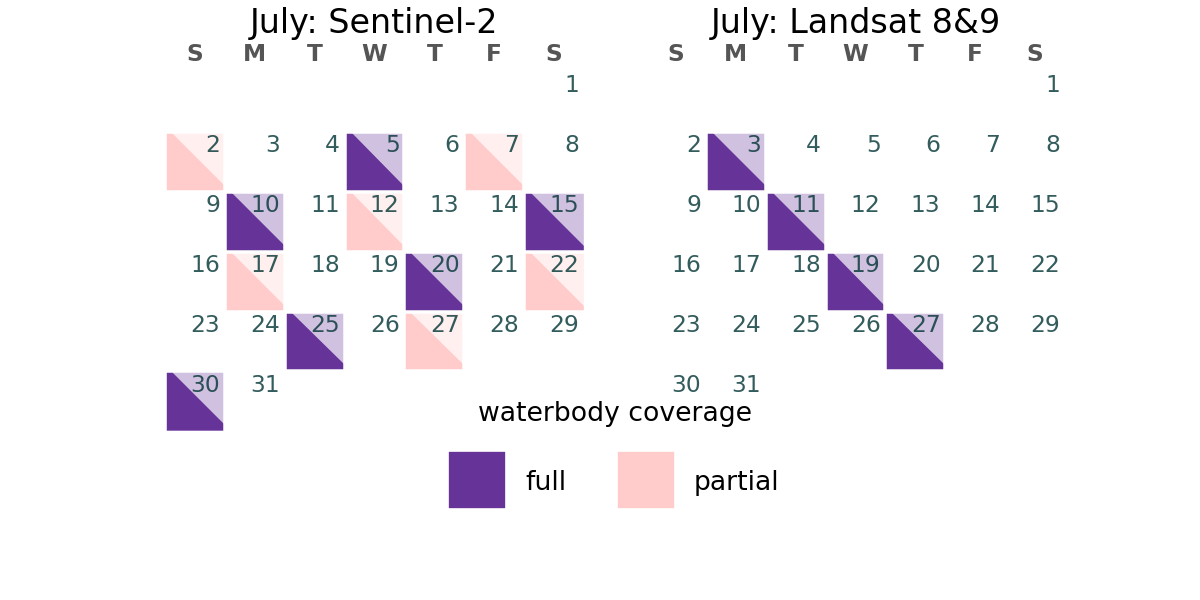 July: Sentinel-2
S M T W T F S
1
2 3 4 5 6 7 8
9 10 11 12 13 14 15
16 17 18 19 20 21 22
23 24 25 26 27 28 29
30 31
July: Landsat 8&9
S M T W T F S
1
2 3 4 5 6 7 8
9 10 11 12 13 14 15
16 17 18 19 20 21 22
23 24 25 26 27 28 29
30 31
waterbody coverage
full partial